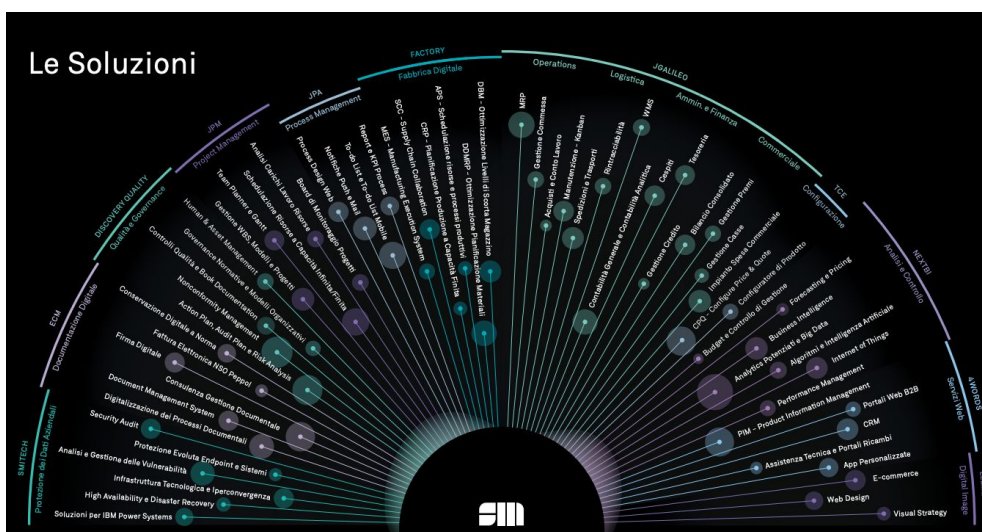 Le Soluzioni
SMITECH
Protezione dei Dati Aziendali
Soluzioni per IBM Power Systems
High Availability e Disaster Recovery
Infrastruttura Tecnologica e Iperconvergenza
Analisi e Gestione delle Vulnerabilità
Protezione Evoluta Endpoint e Sistemi
Security Audit
ECM
Documentazione Digitale
Digitalizzazione dei Processi Documentali
Document Management System
Consulenza Gestione Documentale
Firma Digitale
Fattura Elettronica NSO Peppol
Conservazione Digitale a Norma
DISCOVERY QUALITY
Qualità e Governance
Action Plan, Audit Plan e Risk Analysis
Nonconformity Management
Controlli Qualità e Book Documentation
Governance Normative e Modelli Organizzativi
Human & Asset Management
JPM
Project Management
Gestione WBS, Modelli e Progetti
Team Planner e Gantt
Schedulazione Risorse e Capacità Infinita/Finita
Analisi Carichi Lavoro Risorse
Board di Monitoraggio Progetti
JPA
Process Management
Process Design Web
Notifiche Push e Mail
To-do List e To-do List Mobile
Report e KPI Process
FACTORY
Fabbrica Digitale
MES - Manufacturing Execution System
SCC - Supply Chain Collaboration
CRP - Pianificazione Produzione a Capacità Finita
APS - Schedulazione risorse e processi produttivi
DDMRP - Ottimizzazione Pianificazione Materiali
DBM - Ottimizzazione Livelli di Scorta Magazzino
JGALILEO
Operations
Logistica
Ammin. e Finanza
Commerciale
MRP
Gestione Commessa
Acquisti e Conto Lavoro
Manutenzione - Kanban
Spedizioni e Trasporti
Rintracciabilità
WMS
Contabilità Generale e Contabilità Analitica
Cespiti
Tesoreria
Gestione Credito
Bilancio Consolidato
Gestione Premi
Gestione Casse
Impianto Spesa Commerciale
TCE
Configurazione
CPQ - Configure Price & Quote
Configuratore di Prodotto
NEXTBI
Analisi e Controllo
Budget e Controllo di Gestione
Forecasting e Pricing
Business Intelligence
Analytics Potenziati e Big Data
Algoritmi e Intelligenza Artificiale
Internet of Things
Performance Management
4WORDS
Servizi Web
PIM - Product Information Management
Portali Web B2B
CRM
Assistenza Tecnica e Portali Ricambi
App Personalizzate
Digital Image
E-commerce
Web Design
Visual Strategy
sm